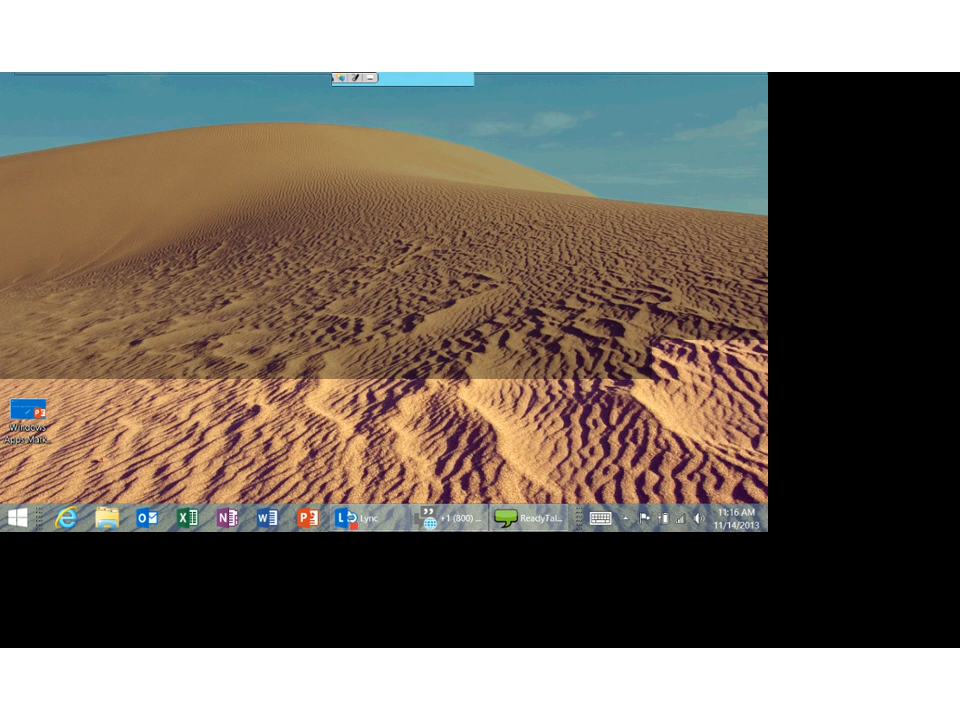 Windows
Apps Mark...
Lync
+1 (800) ...
ReadyTal...
11:16 AM
11/14/2013